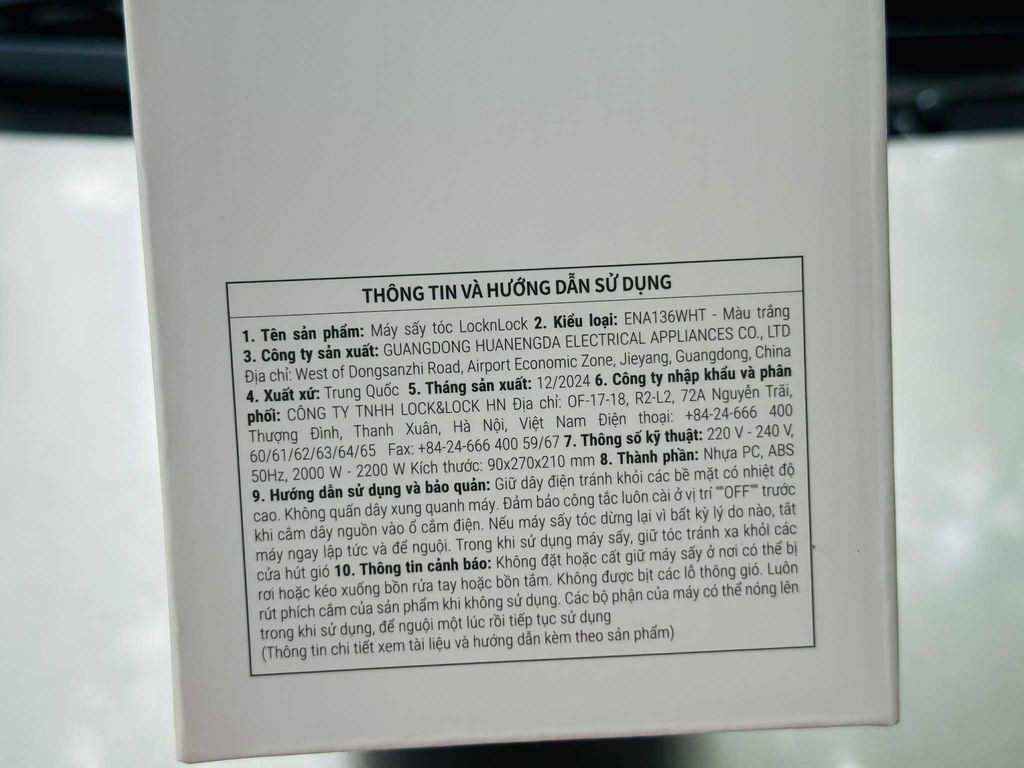 THÔNG TIN VÀ HƯỚNG DẪN SỬ DỤNG
1. Tên sản phẩm: Máy sấy tóc LocknLock 2. Kiểu loại: ENA136WHT - Màu trắng
3. Công ty sản xuất: GUANGDONG HUANENGDA ELECTRICAL APPLIANCES CO., LTD
Địa chỉ: West of Dongsanzhi Road, Airport Economic Zone, Jieyang, Guangdong, China
4. Xuất xứ: Trung Quốc 5. Tháng sản xuất: 12/2024 6. Công ty nhập khẩu và phân
phối: CÔNG TY TNHH LOCK&LOCK HN Địa chỉ: OF-17-18, R2-L2, 72A Nguyễn Trãi,
Thượng Đình, Thanh Xuân, Hà Nội, Việt Nam Điện thoại: +84-24-666 400
60/61/62/63/64/65 Fax: +84-24-666 400 59/67 7. Thông số kỹ thuật: 220 V - 240 V,
50Hz, 2000 W - 2200 W Kích thước: 90x270x210 mm 8. Thành phần: Nhựa PC, ABS
9. Hướng dẫn sử dụng và bảo quản: Giữ dây điện tránh khỏi các bề mặt có nhiệt độ
cao. Không quấn dây xung quanh máy. Đảm bảo công tắc luôn cài ở vị trí ""OFF"" trước
khi cắm dây nguồn vào ổ cắm điện. Nếu máy sấy tóc dừng lại vì bất kỳ lý do nào, tắt
máy ngay lập tức và để nguội. Trong khi sử dụng máy sấy, giữ tóc tránh xa khỏi các
cửa hút gió 10. Thông tin cảnh báo: Không đặt hoặc cất giữ máy sấy ở nơi có thể bị
rơi hoặc kéo xuống bồn rửa tay hoặc bồn tắm. Không được bịt các lỗ thông gió. Luôn
rút phích cắm của sản phẩm khi không sử dụng. Các bộ phận của máy có thể nóng lên
trong khi sử dụng, để nguội một lúc rồi tiếp tục sử dụng
(Thông tin chi tiết xem tài liệu và hướng dẫn kèm theo sản phẩm)